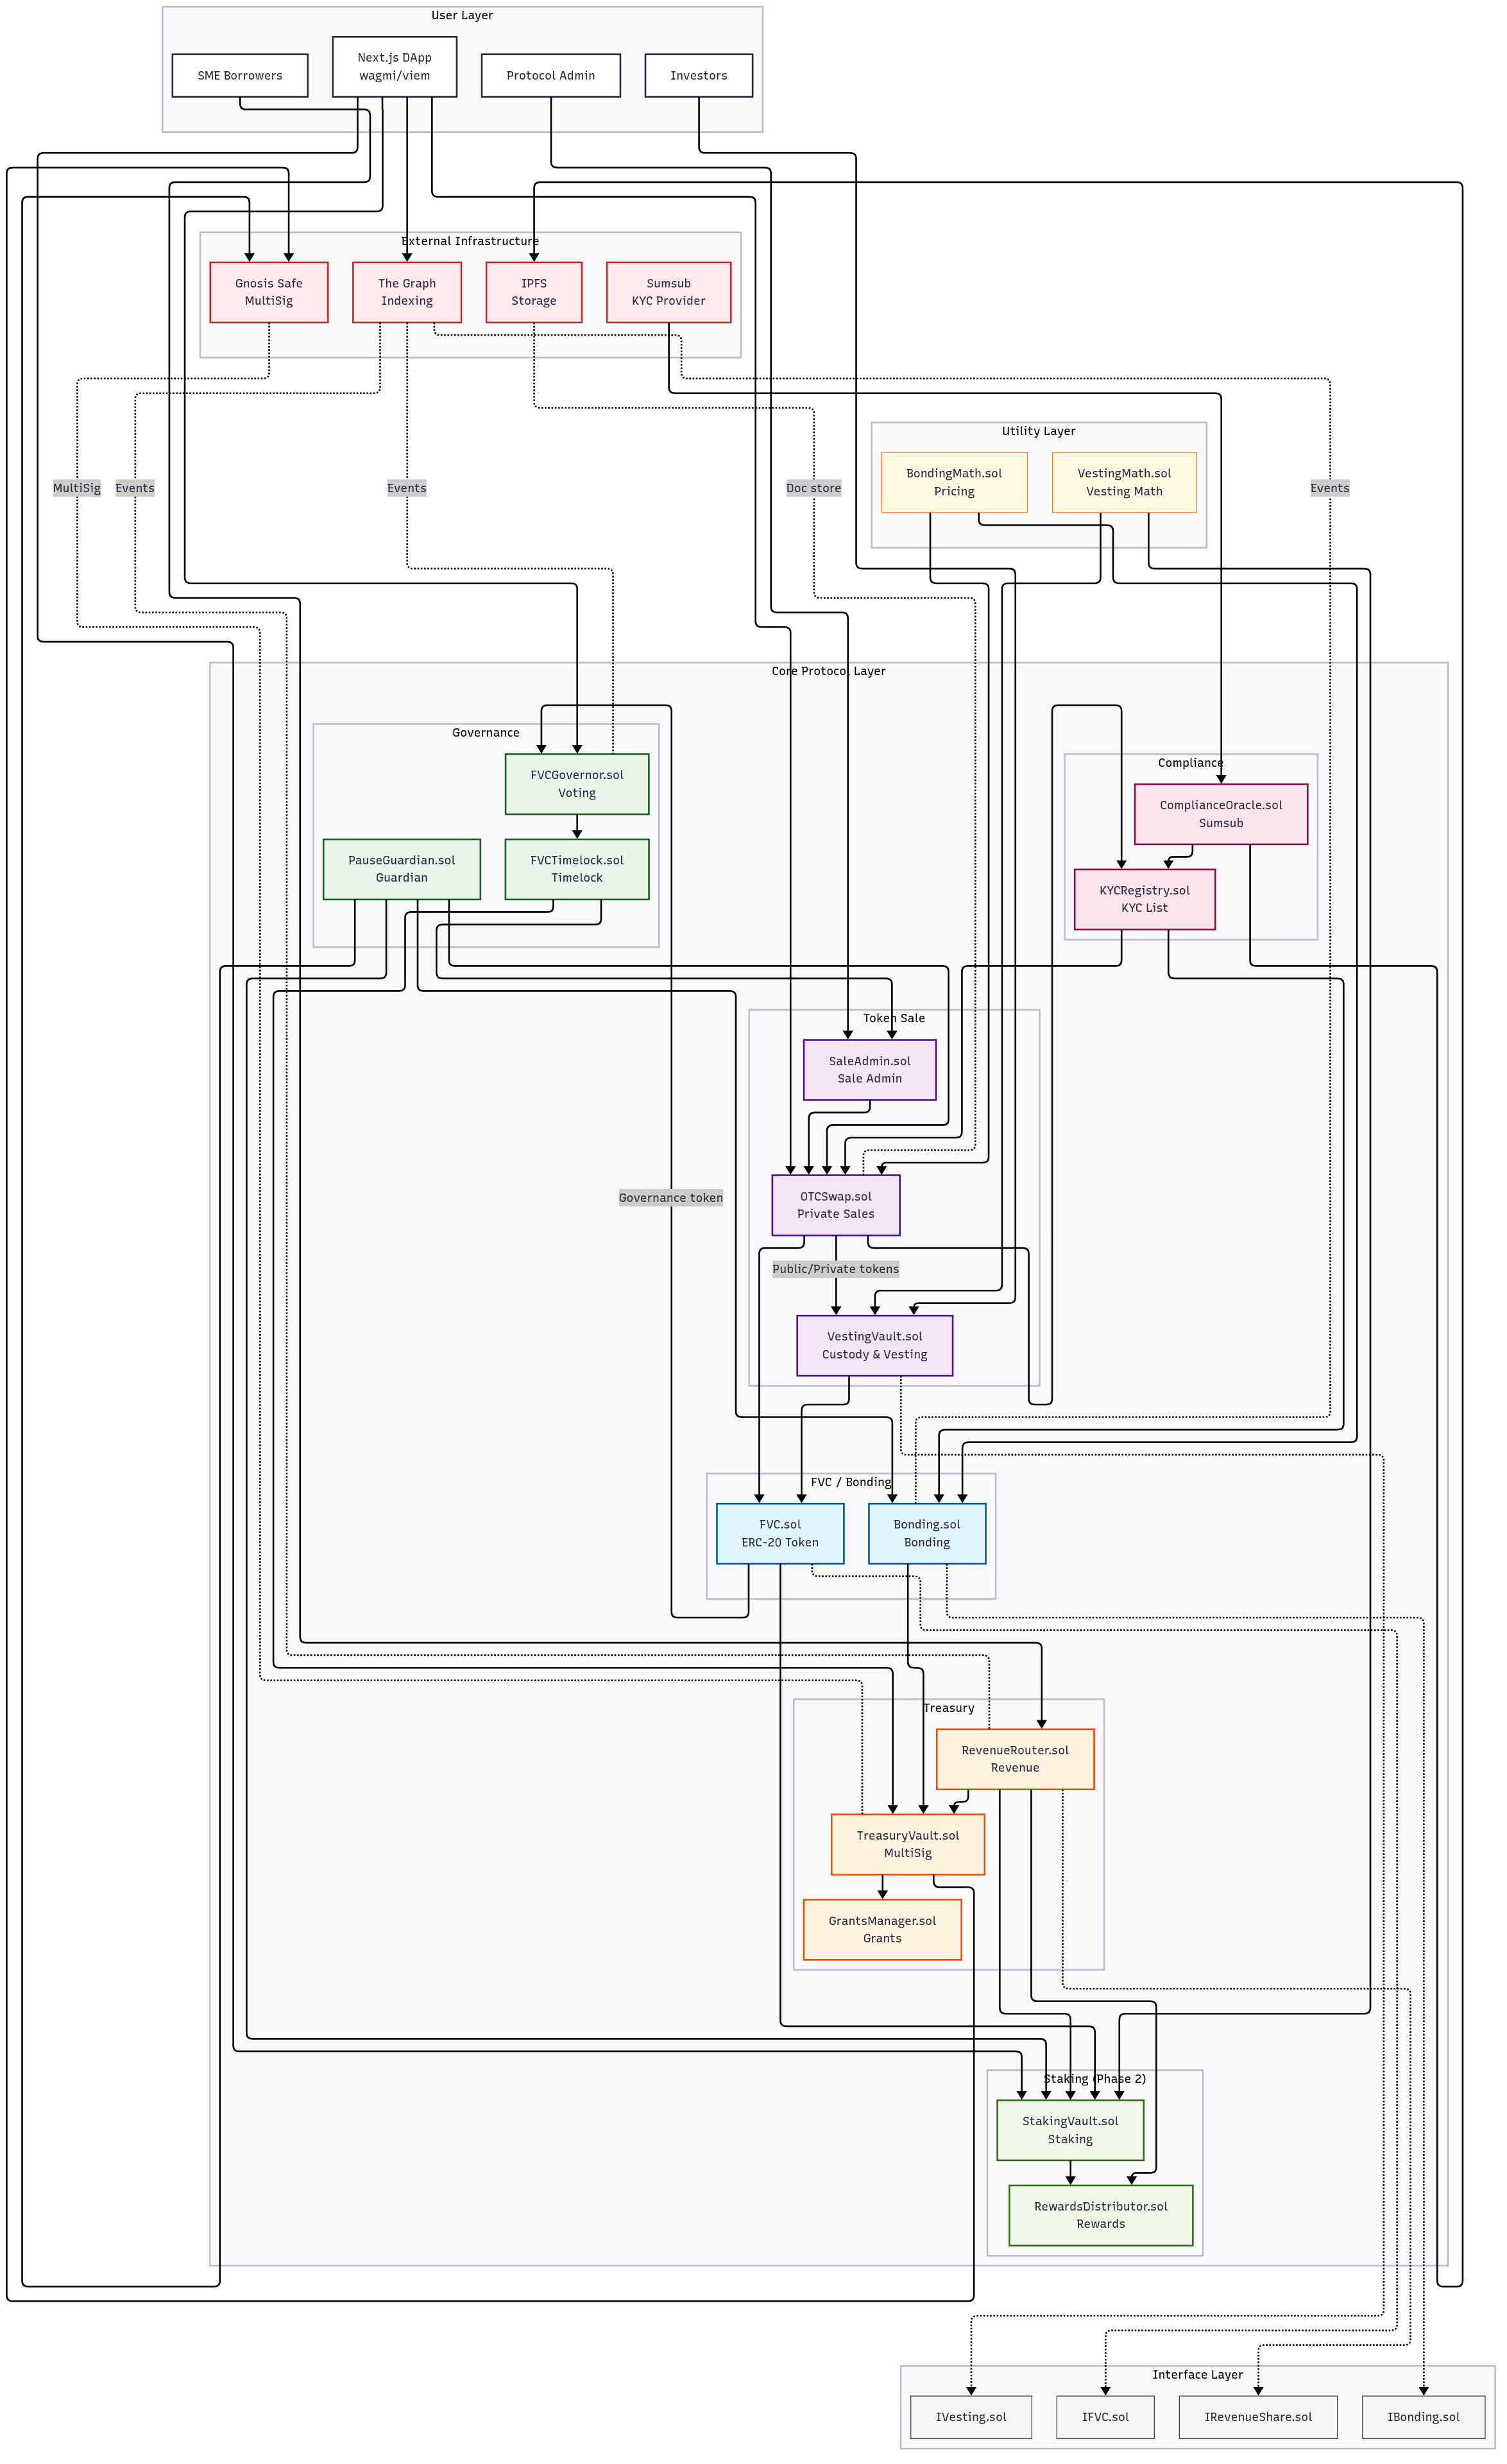 User Layer
SME Borrowers
Next.js DApp
wagmi/viem
Protocol Admin
Investors
External Infrastructure
Gnosis Safe
MultiSig
The Graph
Indexing
IPFS
Storage
Sumsub
KYC Provider
Utility Layer
BondingMath.sol
Pricing
VestingMath.sol
Vesting Math
MultiSig
Events
Events
Doc store
Events
Core Protocol Layer
Governance
FVCGovernor.sol
Voting
PauseGuardian.sol
Guardian
FVCTimelock.sol
Timelock
Compliance
ComplianceOracle.sol
Sumsub
KYCRegistry.sol
KYC List
Token Sale
SaleAdmin.sol
Sale Admin
Governance token
OTCSwap.sol
Private Sales
Public/Private tokens
VestingVault.sol
Custody & Vesting
FVC / Bonding
FVC.sol
ERC-20 Token
Bonding.sol
Bonding
Treasury
RevenueRouter.sol
Revenue
TreasuryVault.sol
MultiSig
GrantsManager.sol
Grants
Staking (Phase 2)
StakingVault.sol
Staking
RewardsDistributor.sol
Rewards
Interface Layer
IVesting.sol
IFVC.sol
IRevenueShare.sol
IBonding.sol